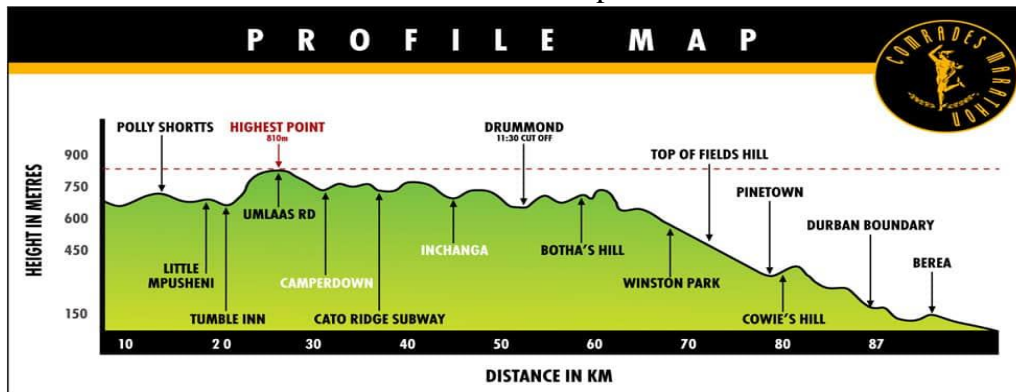 PROFILE MAP
COMRADES MARATHON
POLLY SHORTTS
HIGHEST POINT
810m
DRUMMOND
11:30 CUT OFF
TOP OF FIELDS HILL
PINETOWN
DURBAN BOUNDARY
BEREA
HEIGHT IN METRES
900
750
600
450
150
UMLAAS RD
LITTLE
MPUSHENI
CAMPERDOWN
INCHANGA
BOTHA'S HILL
WINSTON PARK
TUMBLE INN
CATO RIDGE SUBWAY
COWIE'S HILL
10 2 0 30 40 50 60 70 80 87
DISTANCE IN KM